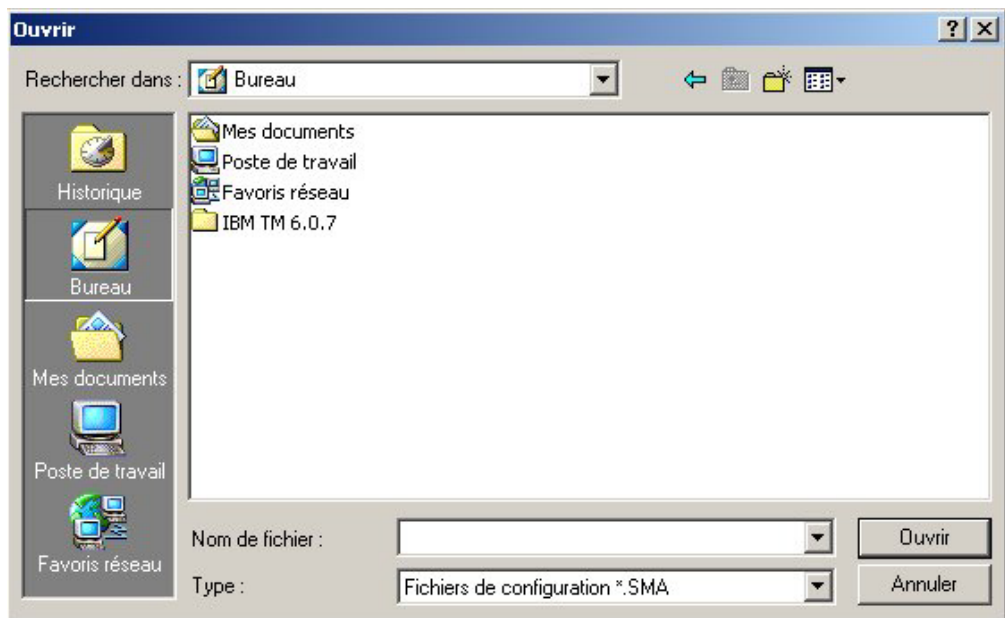 Ouvrir
Rechercher dans : Bureau
Historique
Bureau
Mes documents
Poste de travail
Favoris réseau
Mes documents
Poste de travail
Favoris réseau
IBM TM 6.0.7
Nom de fichier :
Ouvrir
Type : Fichiers de configuration *.SMA
Annuler